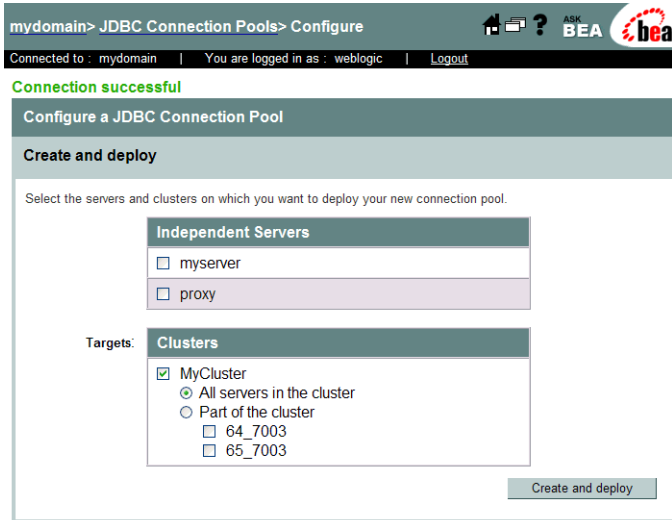 mydomain> JDBC Connection Pools> Configure
? ASK BEA bea
Connected to : mydomain | You are logged in as : weblogic | Logout
Connection successful
Configure a JDBC Connection Pool
Create and deploy
Select the servers and clusters on which you want to deploy your new connection pool.
Independent Servers
myserver
proxy
Targets:
Clusters
MyCluster
All servers in the cluster
Part of the cluster
64_7003
65_7003
Create and deploy